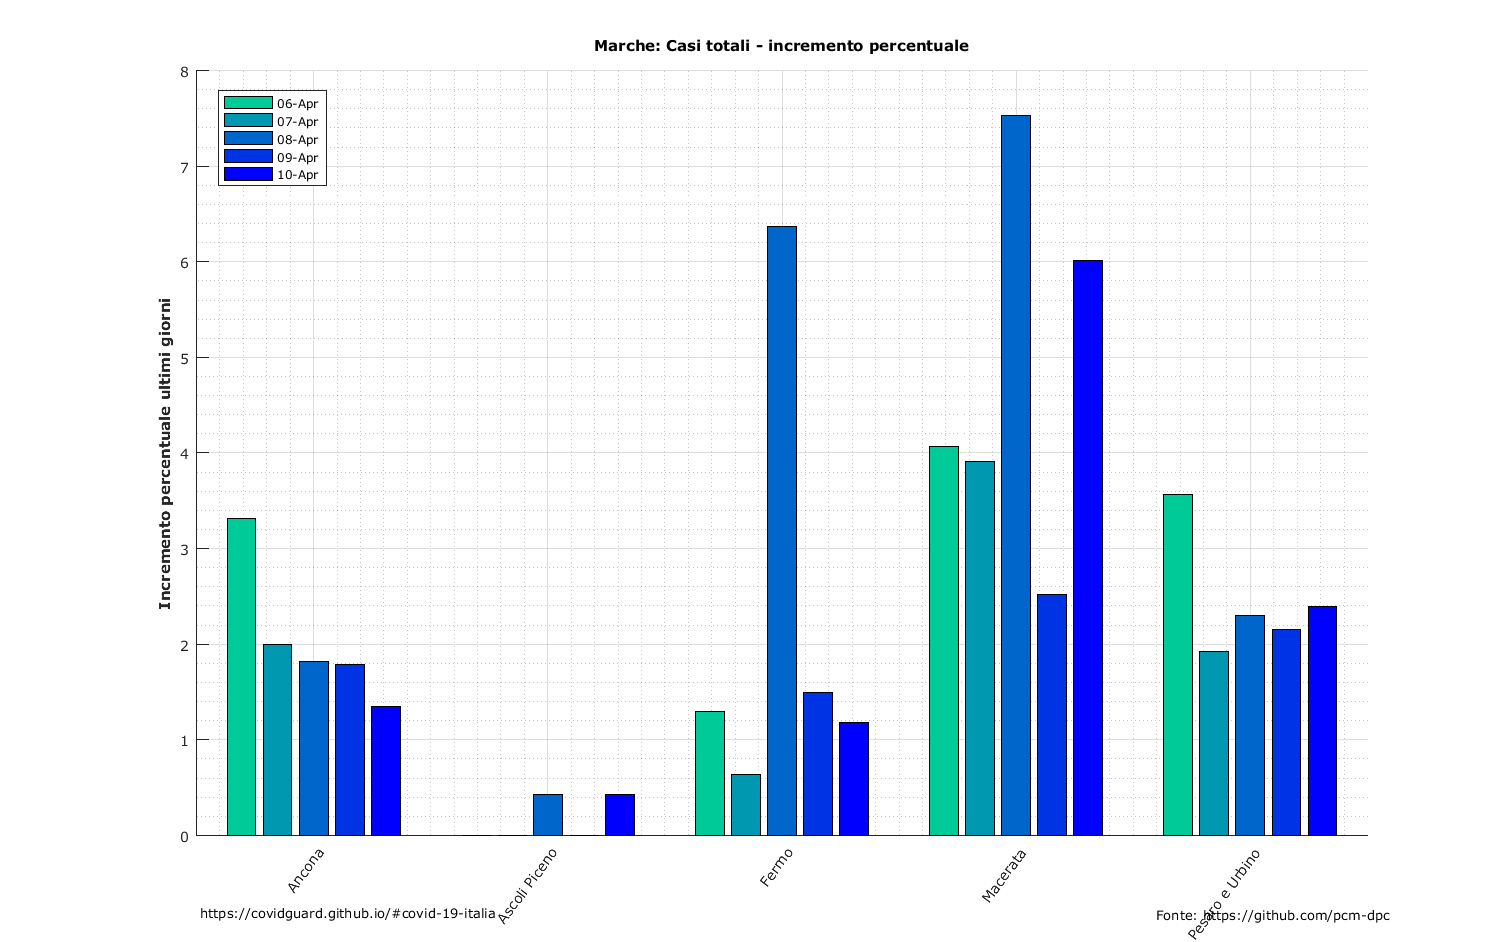 Marche: Casi totali - incremento percentuale
Incremento percentuale ultimi giorni
8
7
6
5
4
3
2
1
0
06-Apr
07-Apr
08-Apr
09-Apr
10-Apr
Ancona
Ascoli Piceno
Fermo
Macerata
Pesaro e Urbino
https://covidguard.github.io/#covid-19-italia
Fonte: https://github.com/pcm-dpc